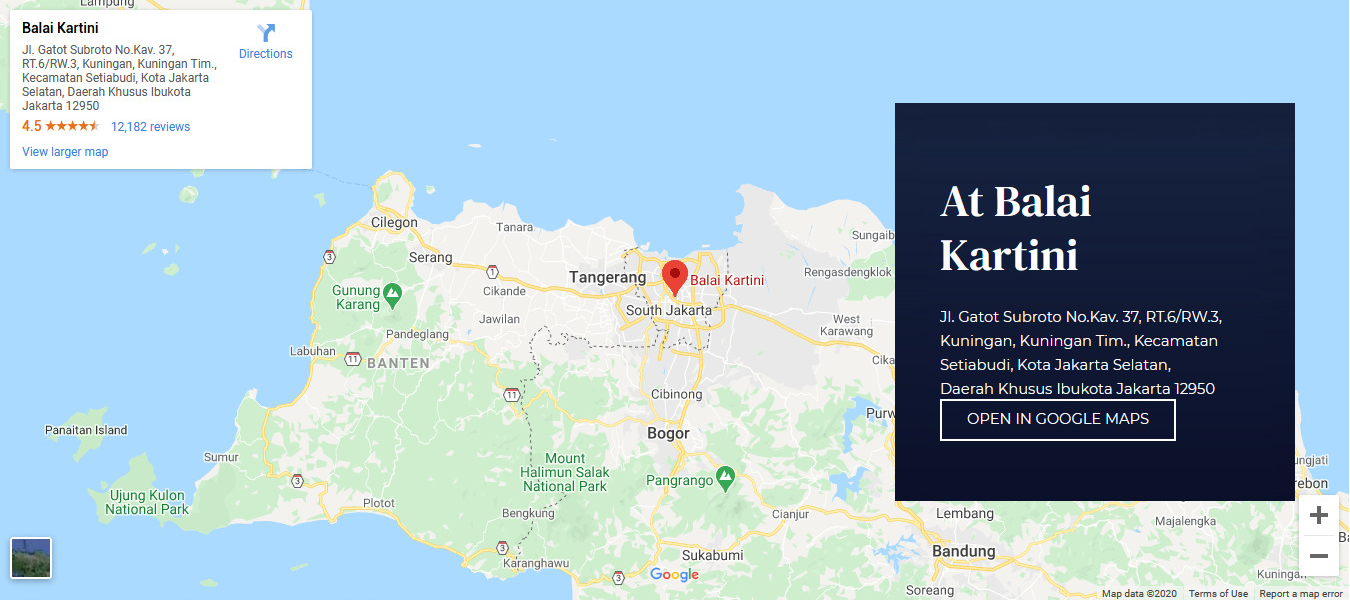 Lampung
Balai Kartini
Directions
Jl. Gatot Subroto No.Kav. 37,
RT.6/RW.3, Kuningan, Kuningan Tim.,
Kecamatan Setiabudi, Kota Jakarta
Selatan, Daerah Khusus Ibukota
Jakarta 12950
4.5
12,182 reviews
View larger map
At Balai
Kartini
Jl. Gatot Subroto No.Kav. 37, RT.6/RW.3,
Kuningan, Kuningan Tim., Kecamatan
Setiabudi, Kota Jakarta Selatan,
Daerah Khusus Ibukota Jakarta 12950
OPEN IN GOOGLE MAPS
Cilegon
Tanara
Sungaib
3
Serang
1
Tangerang
Balai Kartini
Rengasdengklok
Gunung
Karang
Cikande
South Jakarta
Jawilan
West
Karawang
Pandeglang
Labuhan
11
BANTEN
Cika
11
Cibinong
Purw
Panaitan Island
Bogor
Sumur
Mount
Halimun Salak
National Park
Pangrango
ungjati
rebon
3
Ujung Kulon
National Park
Plotot
Bengkung
Cianjur
Lembang
Majalengka
3
Karanghawu
Sukabumi
Bandung
Ba
3
Google
Kuningan
Soreang
Map data ©2020
Terms of Use
Report a map error